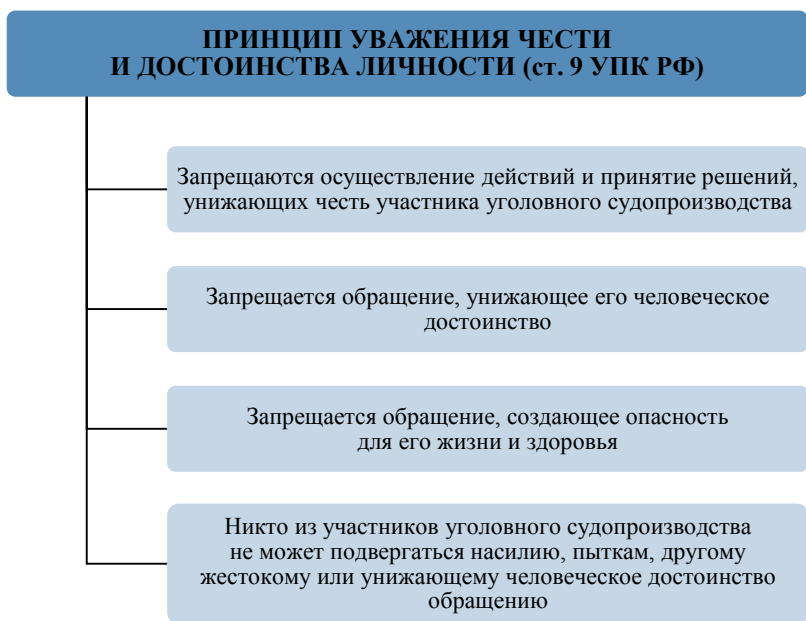 ПРИНЦИП УВАЖЕНИЯ ЧЕСТИ
И ДОСТОИНСТВА ЛИЧНОСТИ (ст. 9 УПК РФ)
Запрещаются осуществление действий и принятие решений,
унижающих честь участника уголовного судопроизводства
Запрещается обращение, унижающее его человеческое
достоинство
Запрещается обращение, создающее опасность
для его жизни и здоровья
Никто из участников уголовного судопроизводства
не может подвергаться насилию, пыткам, другому
жестокому или унижающему человеческое достоинство
обращению